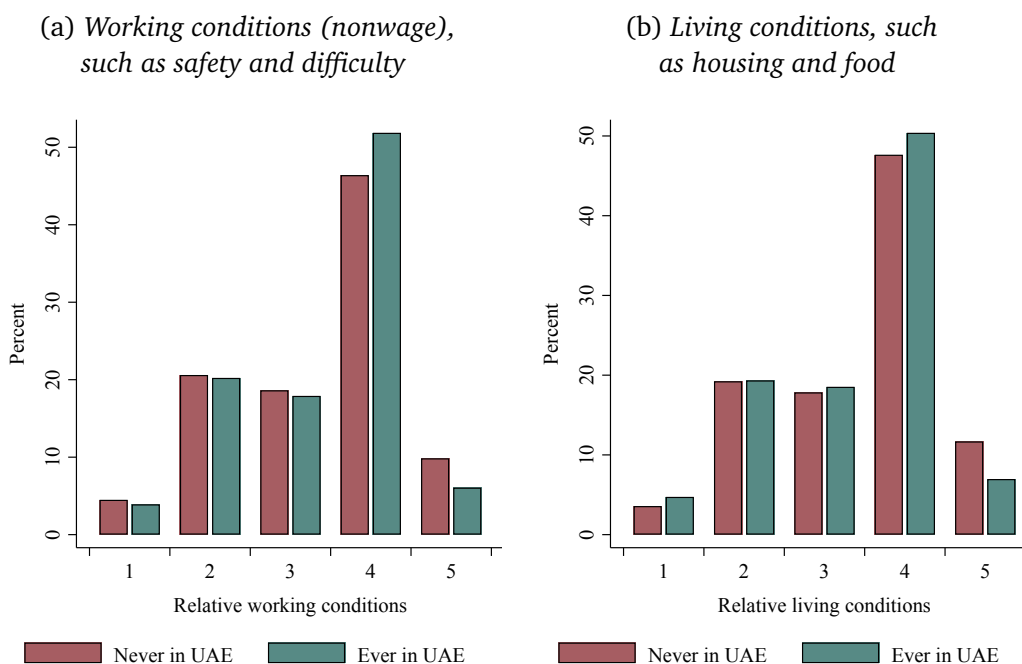 (a) Working conditions (nonwage),
such as safety and difficulty
50
40
30
20
10
0
Percent
1 2 3 4 5
Relative working conditions
Never in UAE Ever in UAE
(b) Living conditions, such
as housing and food
50
40
30
20
10
0
Percent
1 2 3 4 5
Relative living conditions
Never in UAE Ever in UAE